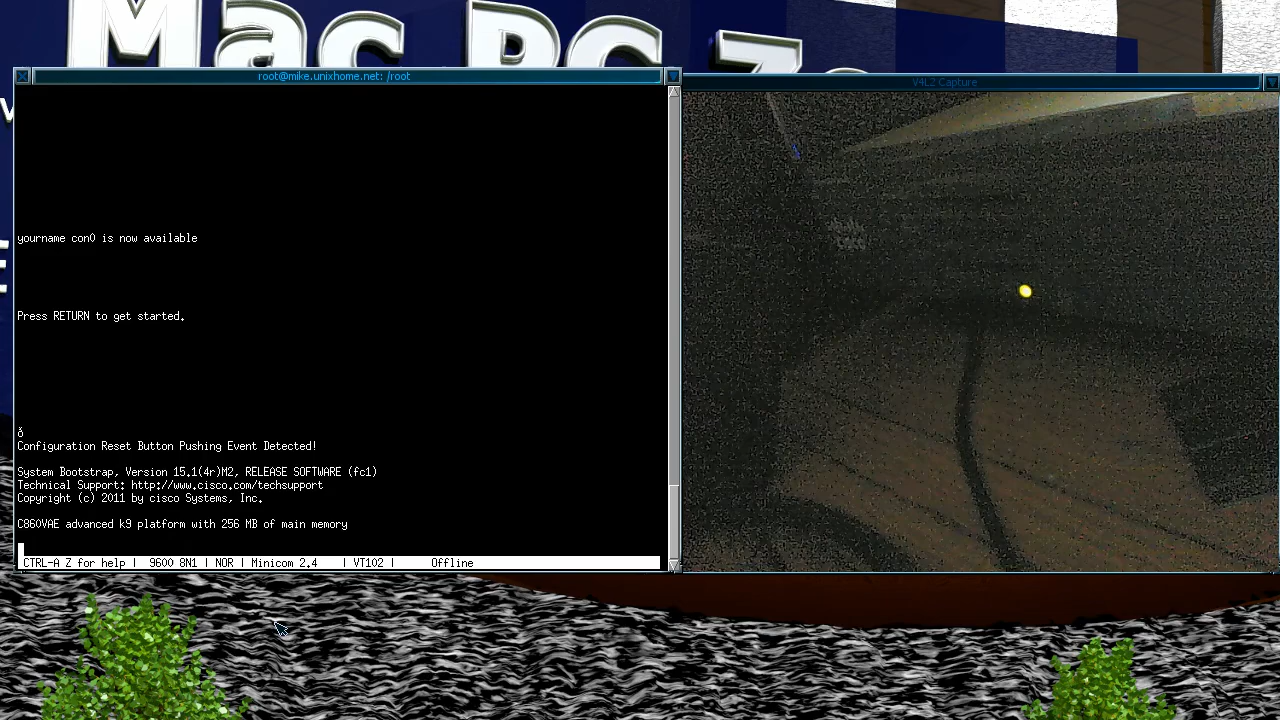 Mac PC Zo
root@mike.unixhome.net: /root
V4L2 Capture
yourname con0 is now available
Press RETURN to get started.
ð
Configuration Reset Button Pushing Event Detected!
System Bootstrap, Version 15.1(4r)M2, RELEASE SOFTWARE (fc1)
Technical Support: http://www.cisco.com/techsupport
Copyright (c) 2011 by cisco Systems, Inc.
C860VAE advanced k9 platform with 256 MB of main memory
CTRL-A Z for help | 9600 8N1 | NOR | Minicom 2.4 | VT102 | Offline